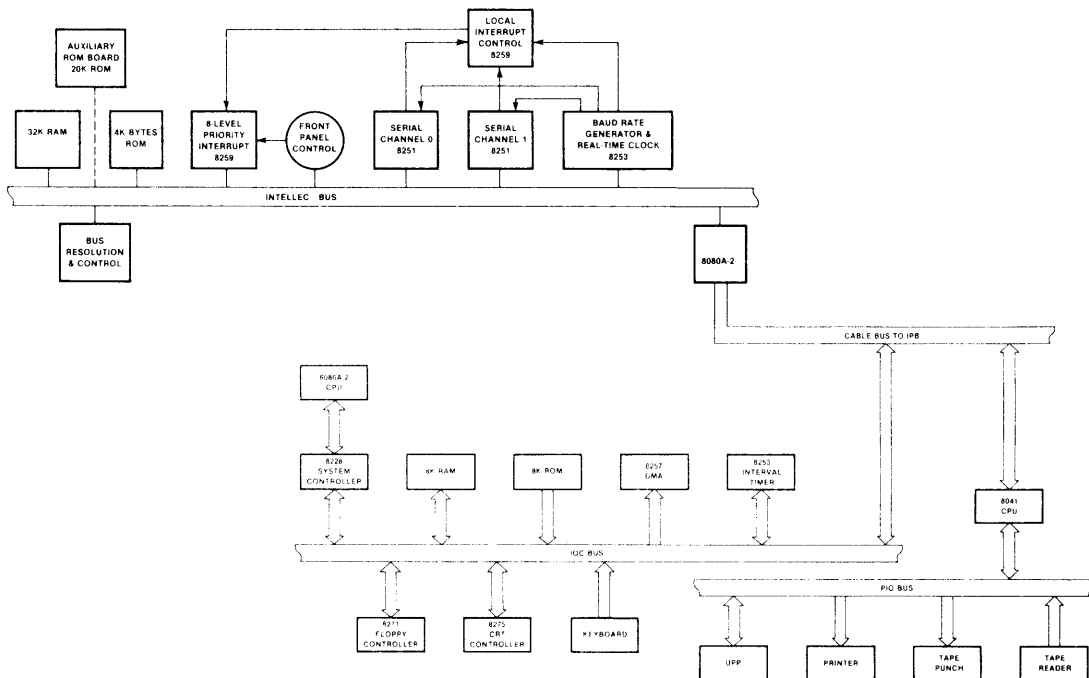 LOCAL
INTERRUPT
CONTROL
8259
AUXILIARY
ROM BOARD
20K ROM
32K RAM
4K BYTES
ROM
8-LEVEL
PRIORITY
INTERRUPT
8259
FRONT
PANEL
CONTROL
SERIAL
CHANNEL 0
8251
SERIAL
CHANNEL 1
8251
BAUD RATE
GENERATOR &
REAL-TIME CLOCK
8253
INTELLEC BUS
BUS
RESOLUTION
& CONTROL
8080A-2
CABLE BUS TO IPB
8080A-2
CPU
8228
SYSTEM
CONTROLLER
8K RAM
8K ROM
8257
DMA
8253
INTERVAL
TIMER
8041
CPU
IOC BUS
PIO BUS
8271
FLOPPY
CONTROLLER
8275
CRT
CONTROLLER
KEYBOARD
UPP
PRINTER
TAPE
PUNCH
TAPE
READER